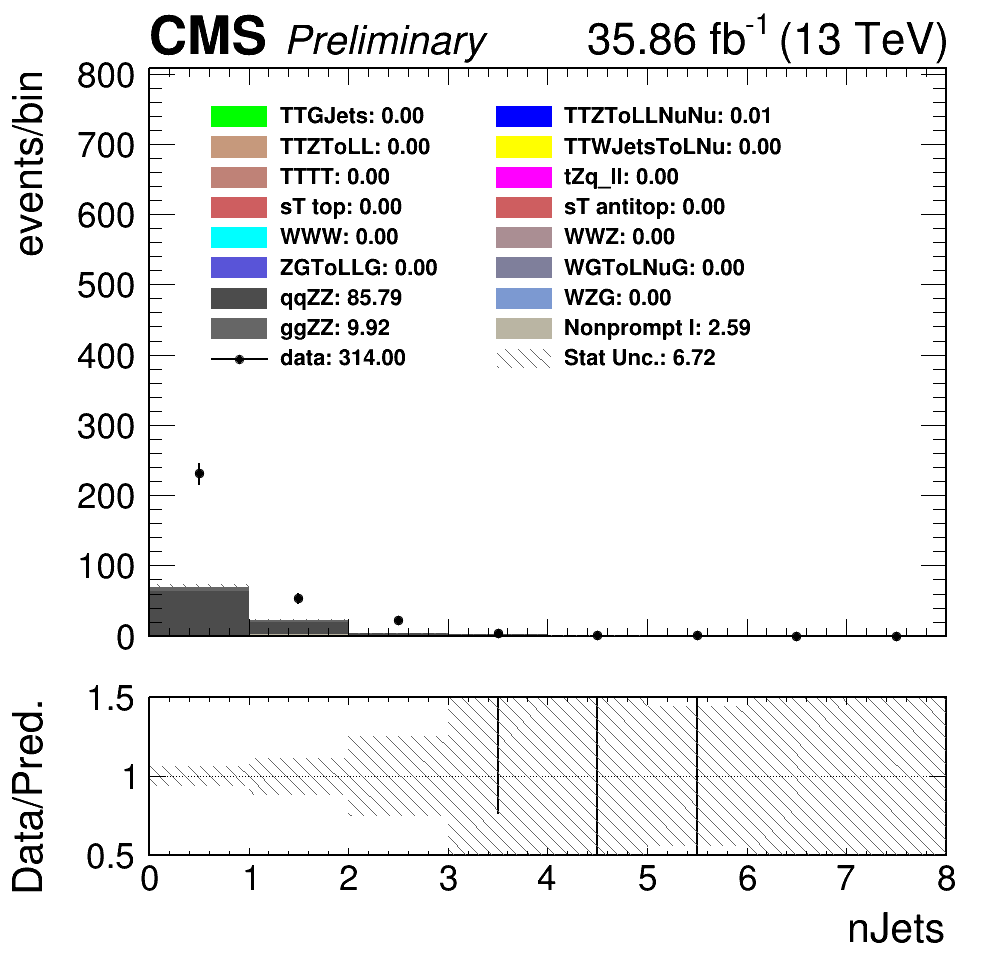 CMS Preliminary 35.86 fb-1 (13 TeV)
events/bin
800
700
600
500
400
300
200
100
0
TTGJets: 0.00 TTZToLLNuNu: 0.01
TTZToLL: 0.00 TTWJetsToLNu: 0.00
TTTT: 0.00 tZq_ll: 0.00
sT top: 0.00 sT antitop: 0.00
WWW: 0.00 WWZ: 0.00
ZGToLLG: 0.00 WGToLNuG: 0.00
qqZZ: 85.79 WZG: 0.00
ggZZ: 9.92 Nonprompt l: 2.59
data: 314.00 Stat Unc.: 6.72
Data/Pred.
1.5
1
0.5
0 1 2 3 4 5 6 7 8
nJets